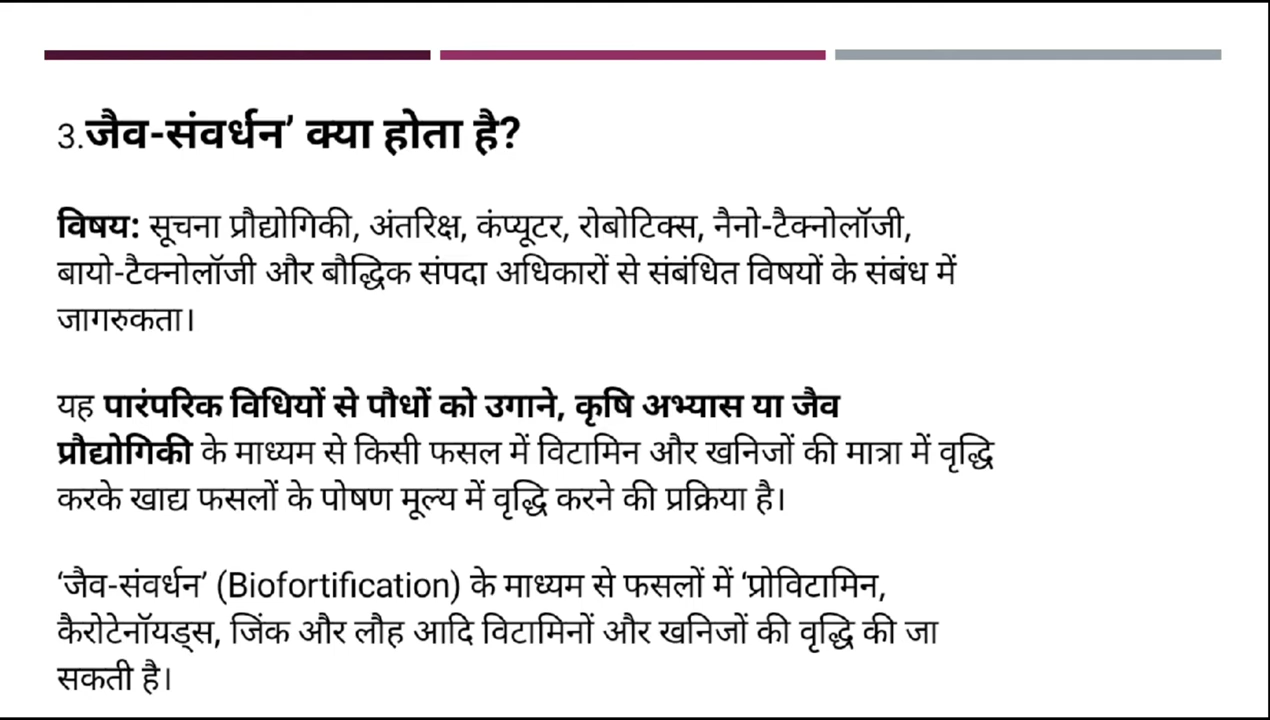 3.जैव-संवर्धन’ क्या होता है?
विषय: सूचना प्रौद्योगिकी, अंतरिक्ष, कंप्यूटर, रोबोटिक्स, नैनो-टैक्नोलॉजी,
बायो-टैक्नोलॉजी और बौद्धिक संपदा अधिकारों से संबंधित विषयों के संबंध में
जागरुकता।
यह पारंपरिक विधियों से पौधों को उगाने, कृषि अभ्यास या जैव
प्रौद्योगिकी के माध्यम से किसी फसल में विटामिन और खनिजों की मात्रा में वृद्धि
करके खाद्य फसलों के पोषण मूल्य में वृद्धि करने की प्रक्रिया है।
‘जैव-संवर्धन’ (Biofortification) के माध्यम से फसलों में ‘प्रोविटामिन,
कैरोटेनॉयड्स, जिंक और लौह आदि विटामिनों और खनिजों की वृद्धि की जा
सकती है।